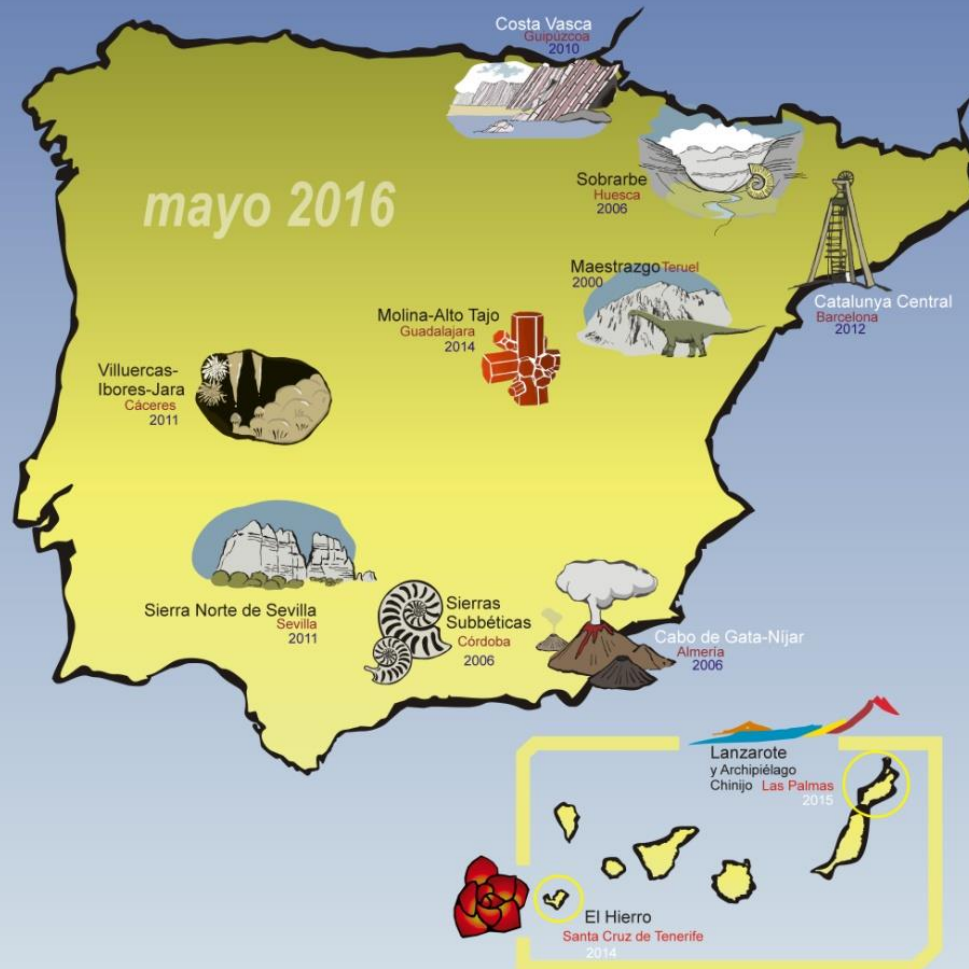 Costa Vasca
Guipúzcoa
2010
mayo 2016
Sobrarbe
Huesca
2006
Maestrazgo Teruel
2000
Catalunya Central
Barcelona
2012
Molina-Alto Tajo
Guadalajara
2014
Villuercas-
Ibores-Jara
Cáceres
2011
Sierra Norte de Sevilla
Sevilla
2011
Sierras
Subbéticas
Córdoba
2006
Cabo de Gata-Níjar
Almería
2006
Lanzarote
y Archipiélago
Chinijo Las Palmas
2015
El Hierro
Santa Cruz de Tenerife
2014